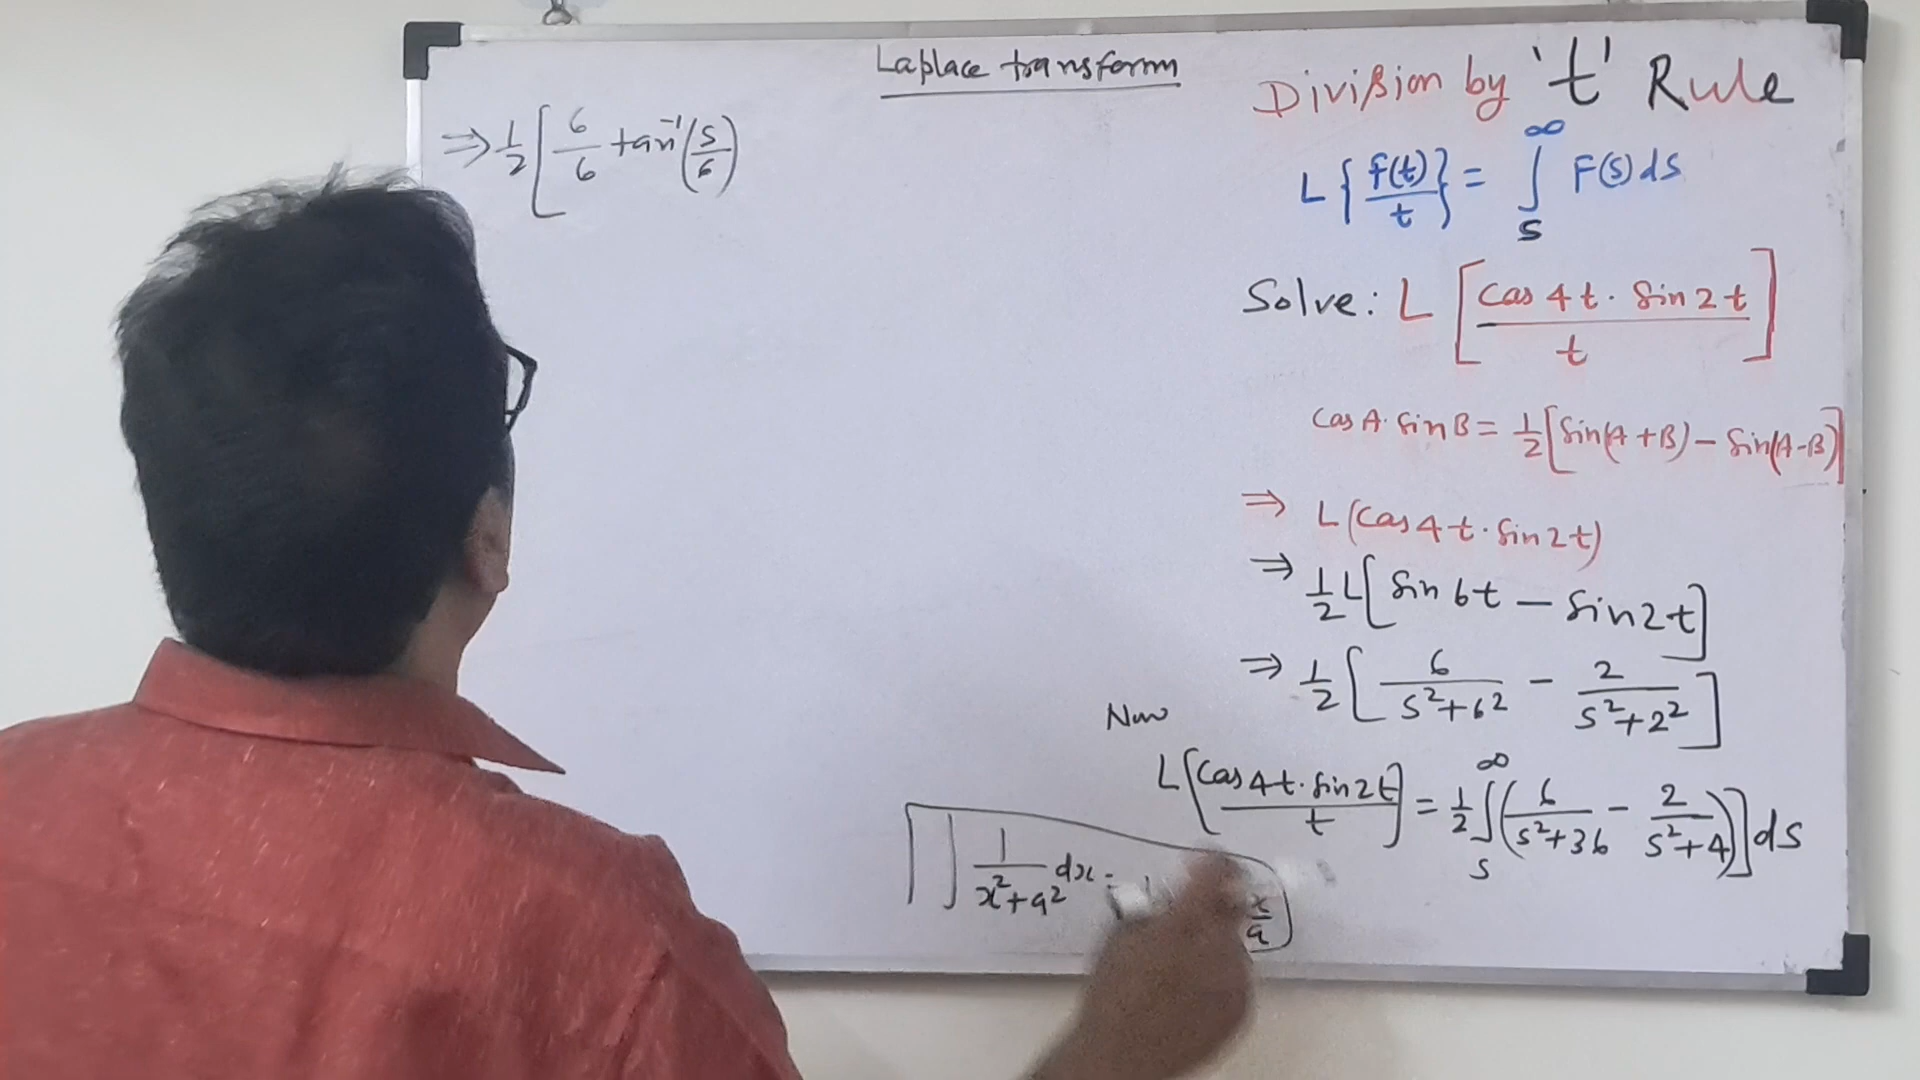 Laplace transform
Division by 't' Rule
L{f(t)/t} = ∫_s^∞ F(s)ds
Solve: L[cos 4t · sin 2t / t]
cos A · sin B = 1/2[sin(A+B) – sin(A-B)]
⇒ L(cos 4t · sin 2t)
⇒ 1/2 L[sin 6t – sin 2t]
⇒ 1/2[6/(s²+6²) - 2/(s²+2²)]
Now
L[cos 4t · sin 2t / t] = 1/2 ∫_s^∞ (6/(s²+36) - 2/(s²+4))] ds
∫ 1/(x²+a²) dx = x/a
⇒ 1/2[6/6 tan⁻¹(s/6)